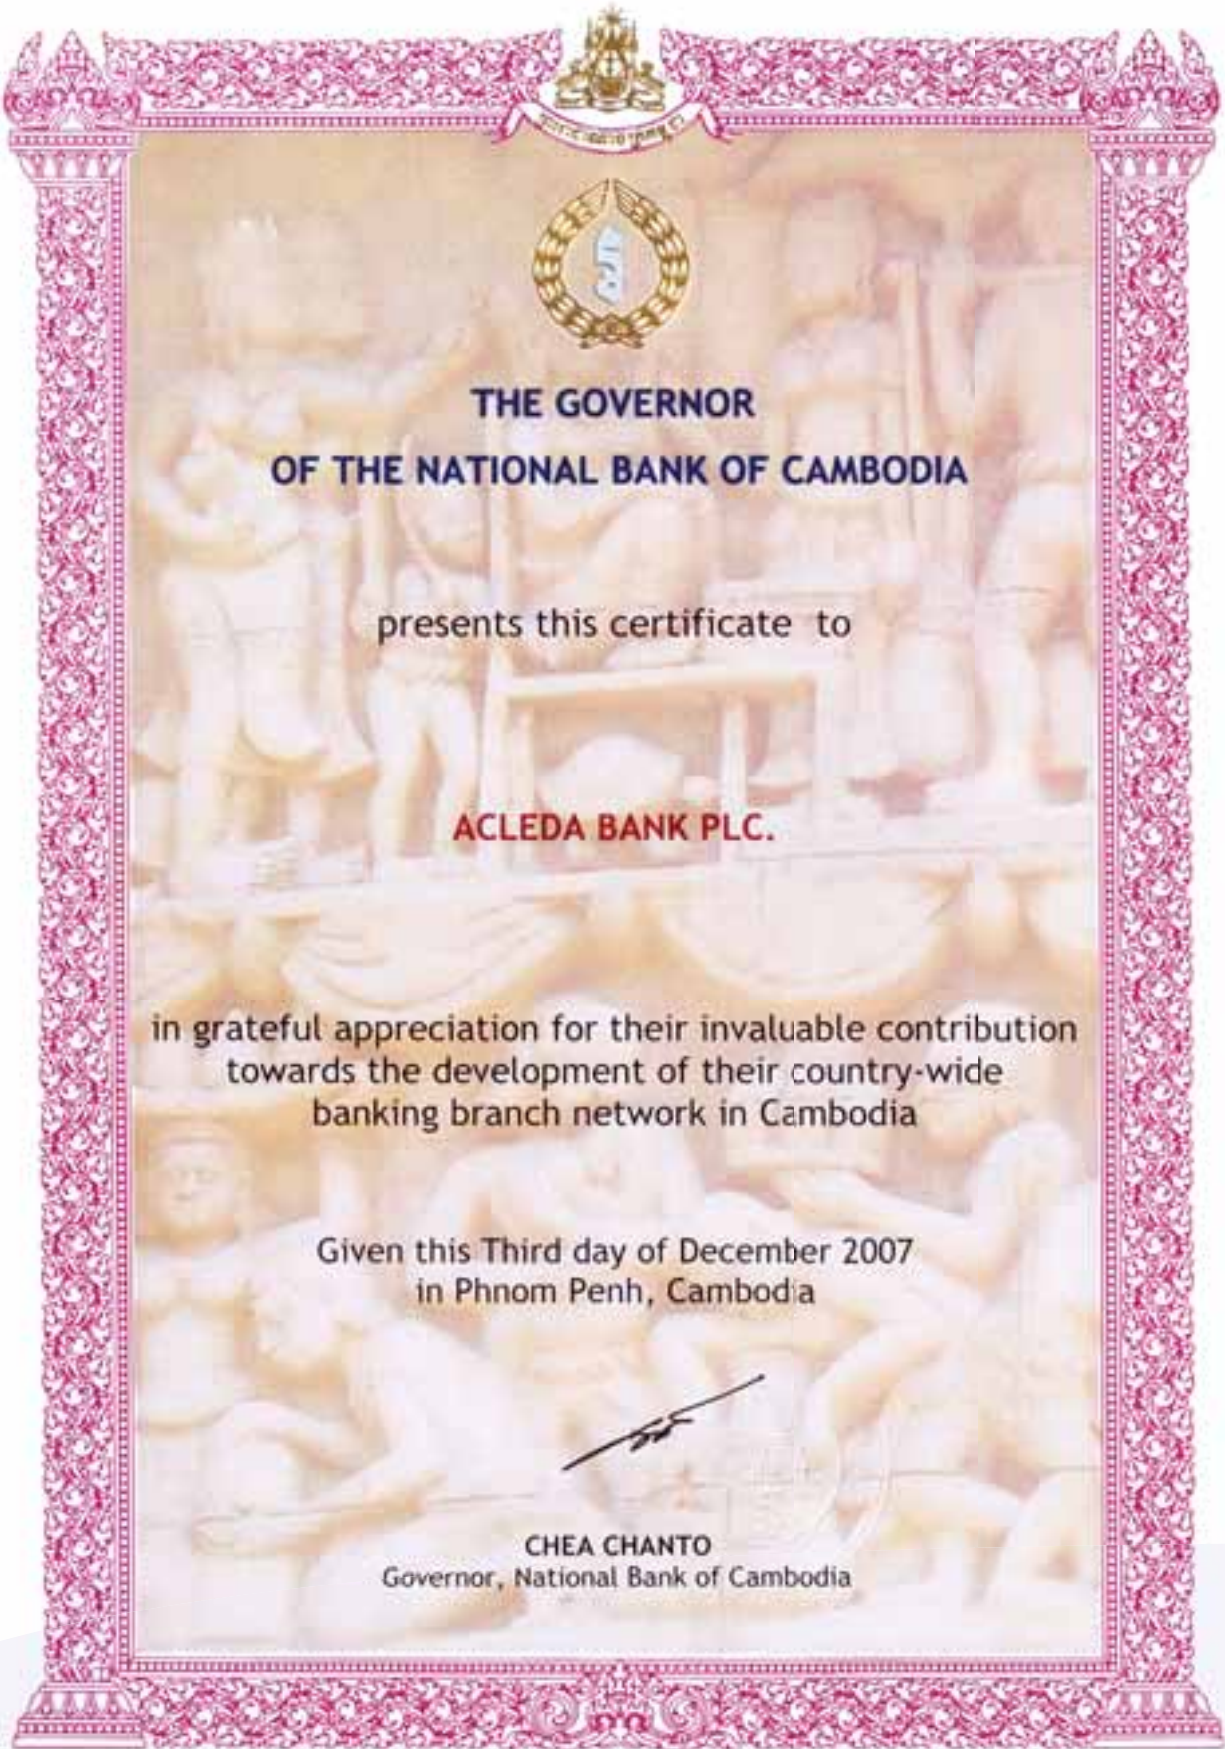 THE GOVERNOR
OF THE NATIONAL BANK OF CAMBODIA
presents this certificate to
ACLEDA BANK PLC.
in grateful appreciation for their invaluable contribution
towards the development of their country-wide
banking branch network in Cambodia
Given this Third day of December 2007
in Phnom Penh, Cambodia
CHEA CHANTO
Governor, National Bank of Cambodia